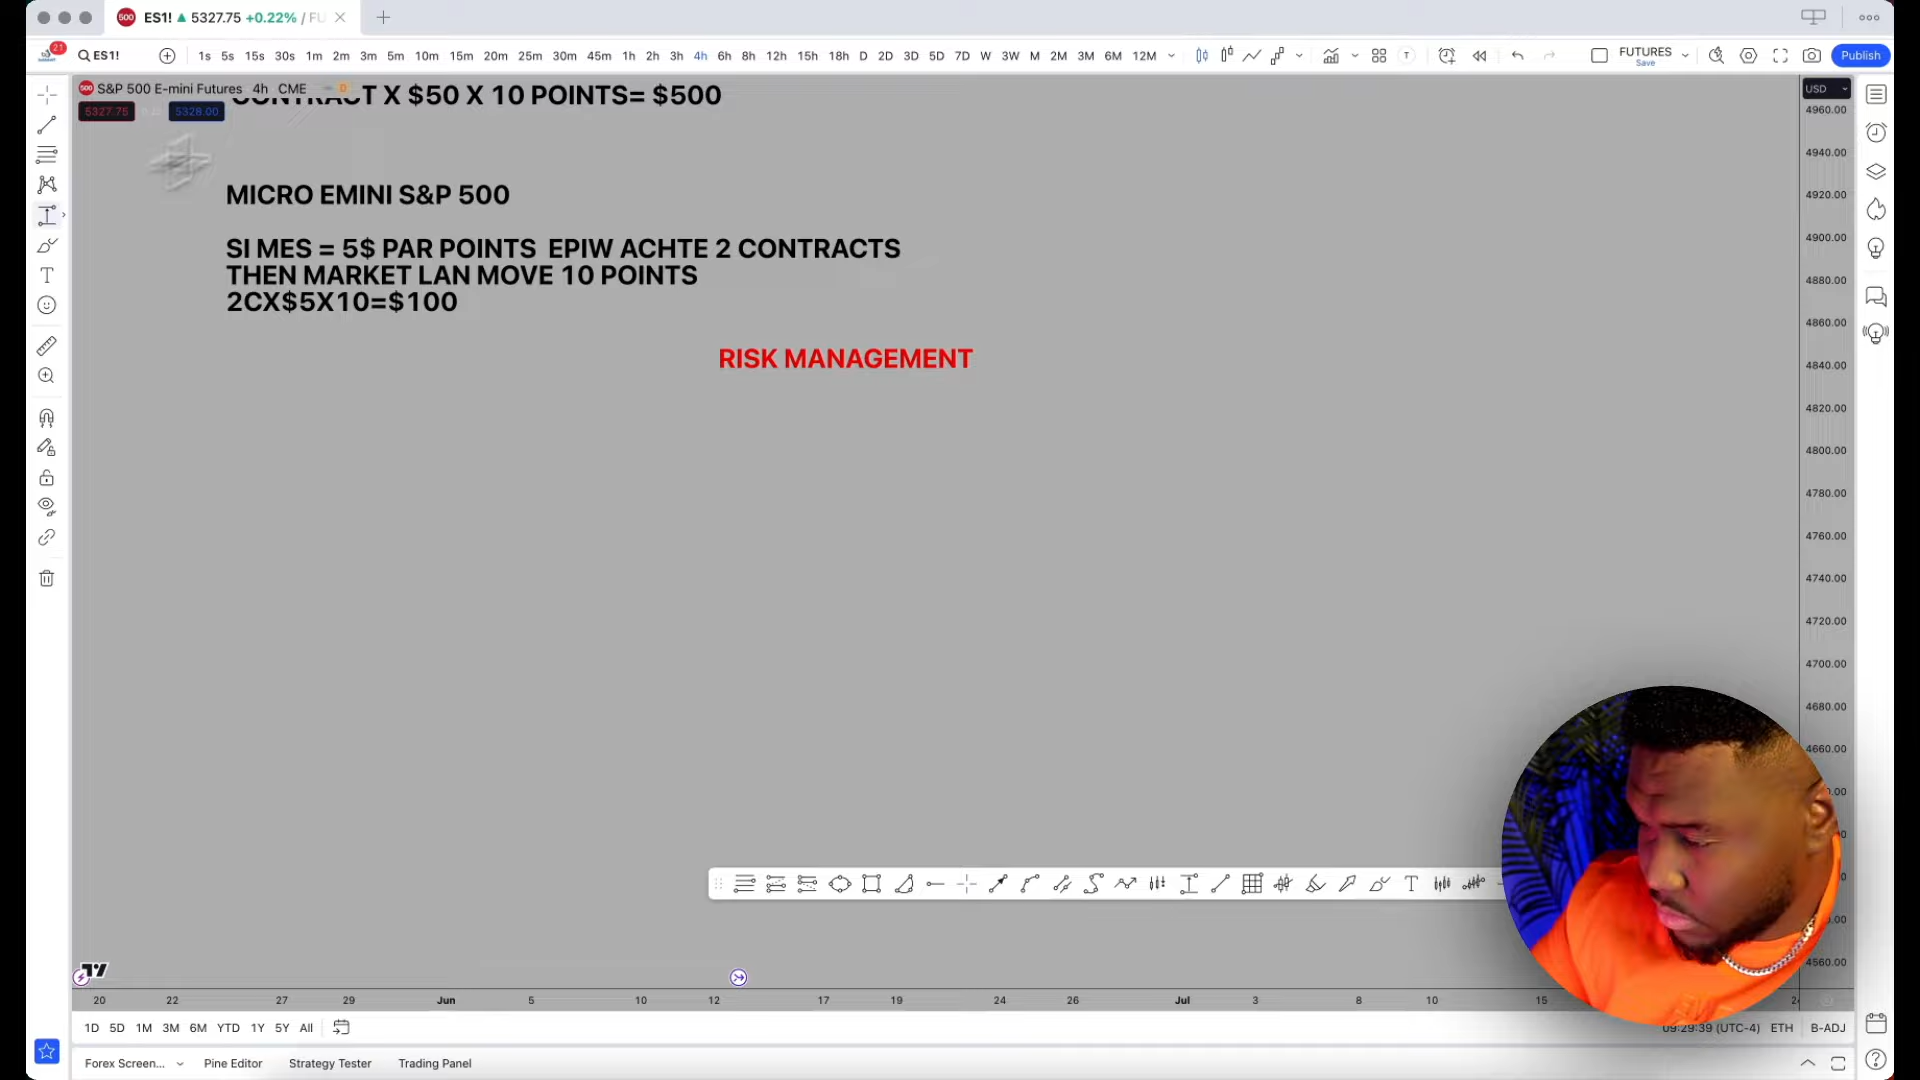 ES1! 5327.75 +0.22% / FU
21 ES1! 1s 5s 15s 30s 1m 2m 3m 5m 10m 15m 20m 25m 30m 45m 1h 2h 3h 4h 6h 8h 12h 15h 18h D 2D 3D 5D 7D W 3W M 2M 3M 6M 12M T FUTURES Save Publish
S&P 500 E-mini Futures 4h CME D
5327.75 5328.00
CONTRACT X $50 X 10 POINTS= $500
MICRO EMINI S&P 500
SI MES = 5$ PAR POINTS EPIW ACHTE 2 CONTRACTS
THEN MARKET LAN MOVE 10 POINTS
2CX$5X10=$100
RISK MANAGEMENT
USD
4960.00
4940.00
4920.00
4900.00
4880.00
4860.00
4840.00
4820.00
4800.00
4780.00
4760.00
4740.00
4720.00
4700.00
4680.00
4660.00
4560.00
20 22 27 29 Jun 5 10 12 17 19 24 26 Jul 3 8 10 15
1D 5D 1M 3M 6M YTD 1Y 5Y All 09:29:39 (UTC-4) ETH B-ADJ
Forex Screen... Pine Editor Strategy Tester Trading Panel